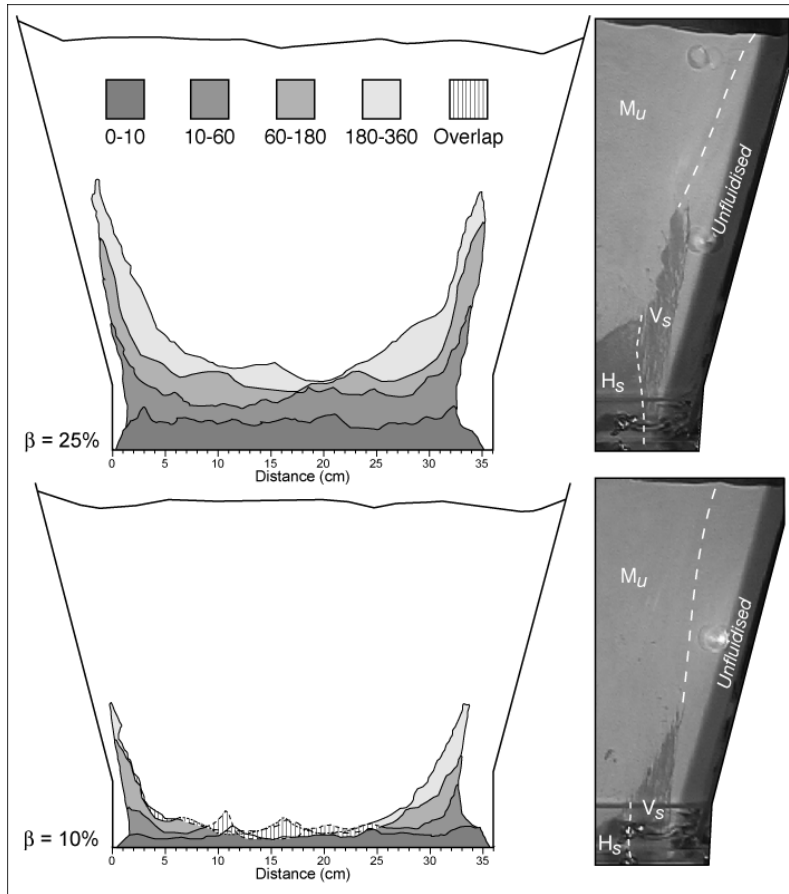 0-10 10-60 60-180 180-360 Overlap
β = 25%
0 5 10 15 20 25 30 35
Distance (cm)
Mu
Unfluidised
Vs
Hs
β = 10%
0 5 10 15 20 25 30 35
Distance (cm)
Mu
Unfluidised
Vs
Hs